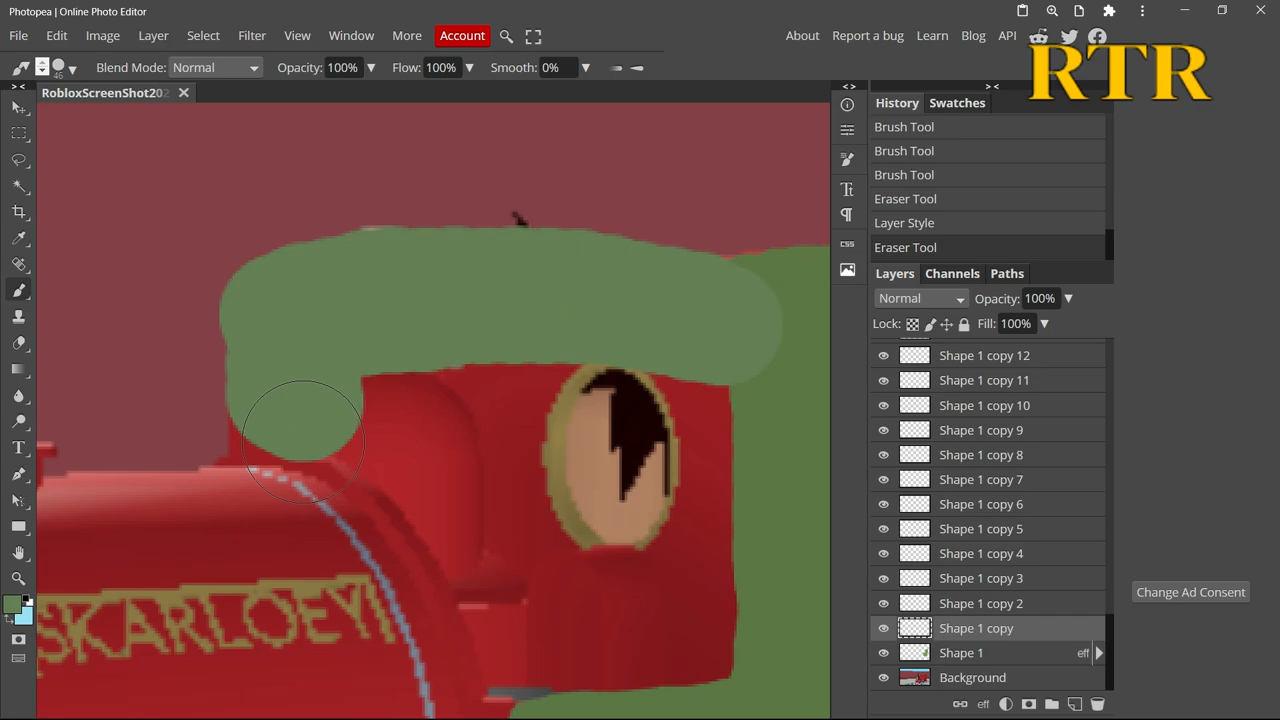 Photopea | Online Photo Editor
File Edit Image Layer Select Filter View Window More Account About Report a bug Learn Blog API
RTR
46 Blend Mode: Normal Opacity: 100% Flow: 100% Smooth: 0%
RobloxScreenShot202
History Swatches
Brush Tool
Brush Tool
Brush Tool
Eraser Tool
Layer Style
Eraser Tool
Layers Channels Paths
Normal Opacity: 100%
Lock: Fill: 100%
Shape 1 copy 12
Shape 1 copy 11
Shape 1 copy 10
Shape 1 copy 9
Shape 1 copy 8
Shape 1 copy 7
Shape 1 copy 6
Shape 1 copy 5
Shape 1 copy 4
Shape 1 copy 3
Shape 1 copy 2
Shape 1 copy
Shape 1 eff
Background
eff
Change Ad Consent
SKARLOEY
CSS